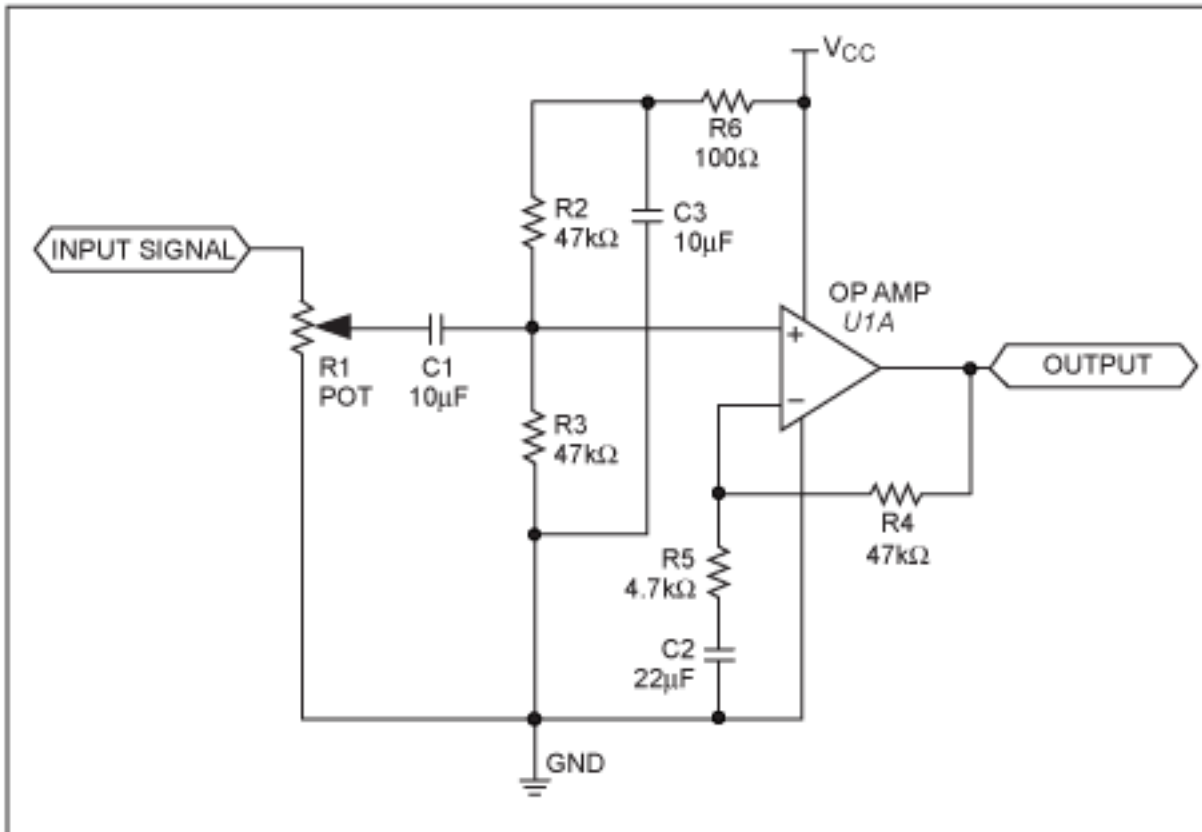 VCC
R6
100Ω
R2
47kΩ
C3
10µF
INPUT SIGNAL
OP AMP
U1A
+
R1
POT
C1
10µF
OUTPUT
−
R3
47kΩ
R4
47kΩ
R5
4.7kΩ
C2
22µF
GND